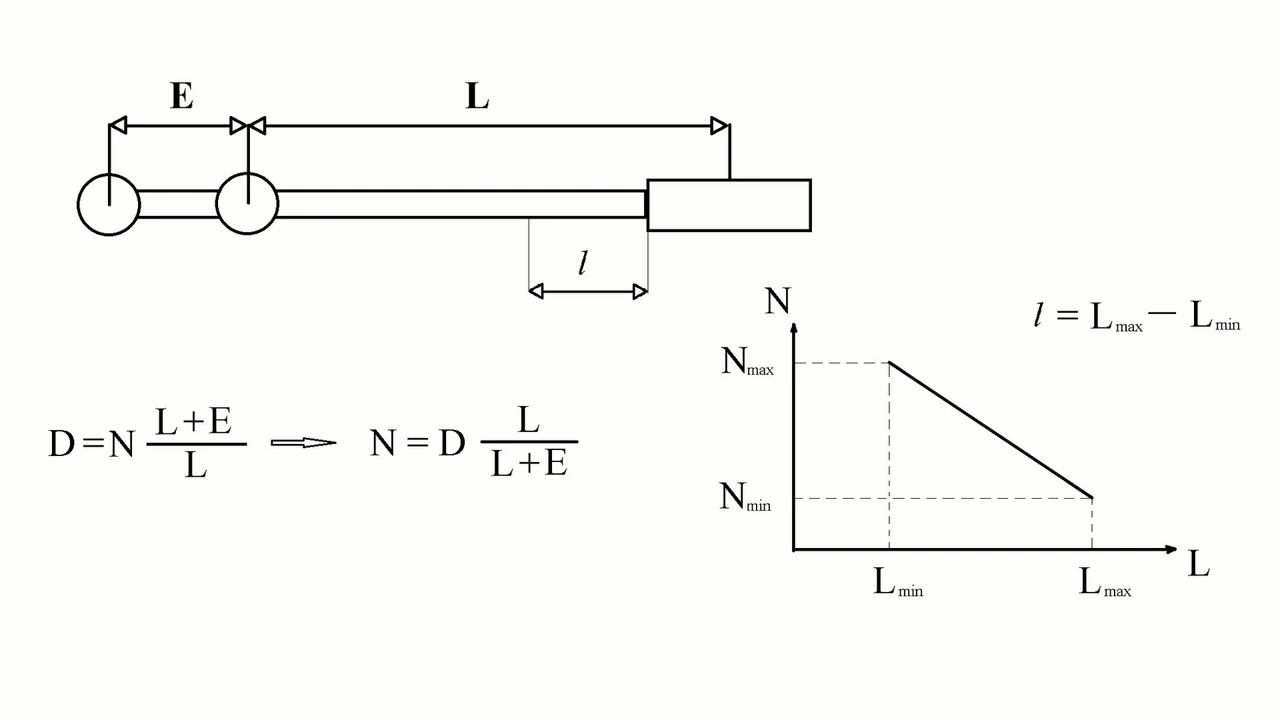 E
L
l
N
l = Lmax − Lmin
Nmax
D = N (L+E)/L ⇒ N = D L/(L+E)
Nmin
L
Lmin
Lmax